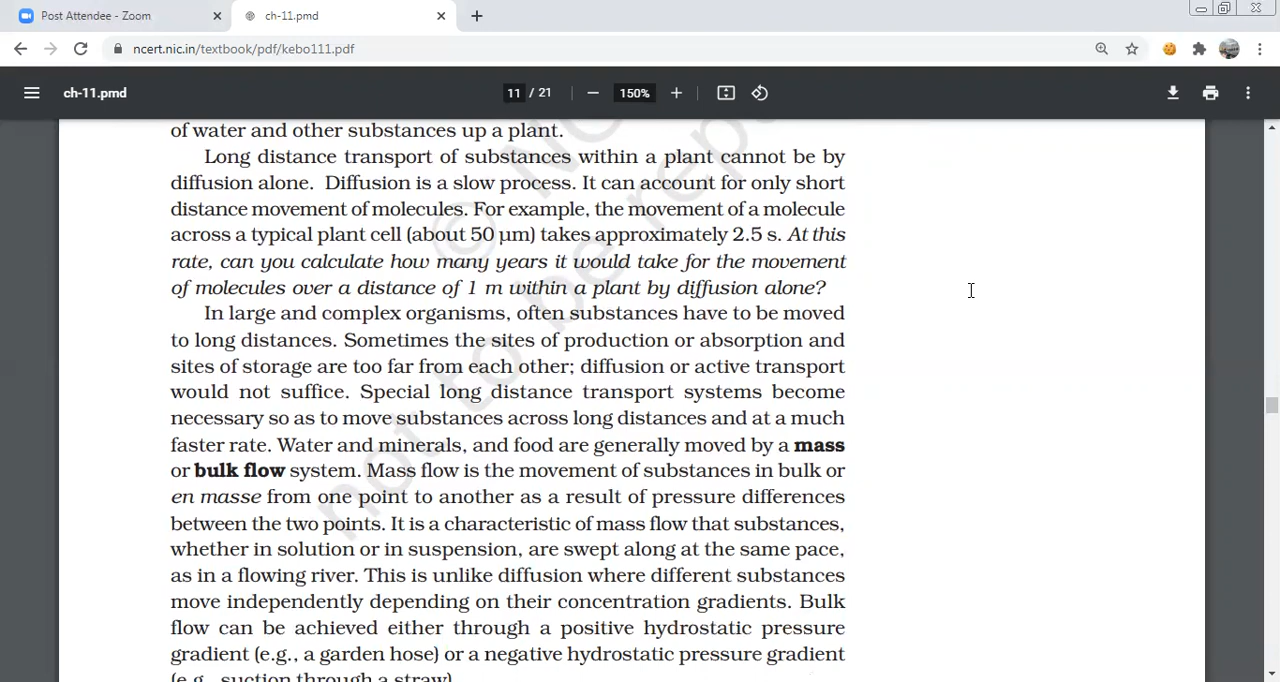 Post Attendee - Zoom
ch-11.pmd
ncert.nic.in/textbook/pdf/kebo111.pdf
ch-11.pmd
11 / 21
150%
of water and other substances up a plant.
Long distance transport of substances within a plant cannot be by
diffusion alone. Diffusion is a slow process. It can account for only short
distance movement of molecules. For example, the movement of a molecule
across a typical plant cell (about 50 µm) takes approximately 2.5 s. At this
rate, can you calculate how many years it would take for the movement
of molecules over a distance of 1 m within a plant by diffusion alone?
In large and complex organisms, often substances have to be moved
to long distances. Sometimes the sites of production or absorption and
sites of storage are too far from each other; diffusion or active transport
would not suffice. Special long distance transport systems become
necessary so as to move substances across long distances and at a much
faster rate. Water and minerals, and food are generally moved by a mass
or bulk flow system. Mass flow is the movement of substances in bulk or
en masse from one point to another as a result of pressure differences
between the two points. It is a characteristic of mass flow that substances,
whether in solution or in suspension, are swept along at the same pace,
as in a flowing river. This is unlike diffusion where different substances
move independently depending on their concentration gradients. Bulk
flow can be achieved either through a positive hydrostatic pressure
gradient (e.g., a garden hose) or a negative hydrostatic pressure gradient
(e.g., suction through a straw).
© N
not to be rep